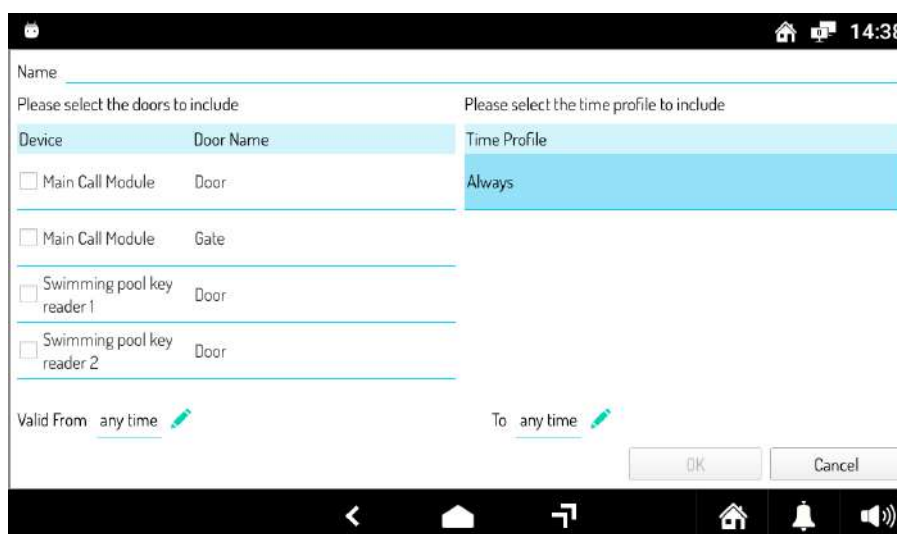 14:38
Name
Please select the doors to include
Please select the time profile to include
Device Door Name
Time Profile
Main Call Module Door
Always
Main Call Module Gate
Swimming pool key
reader 1
Door
Swimming pool key
reader 2
Door
Valid From any time
To any time
OK
Cancel